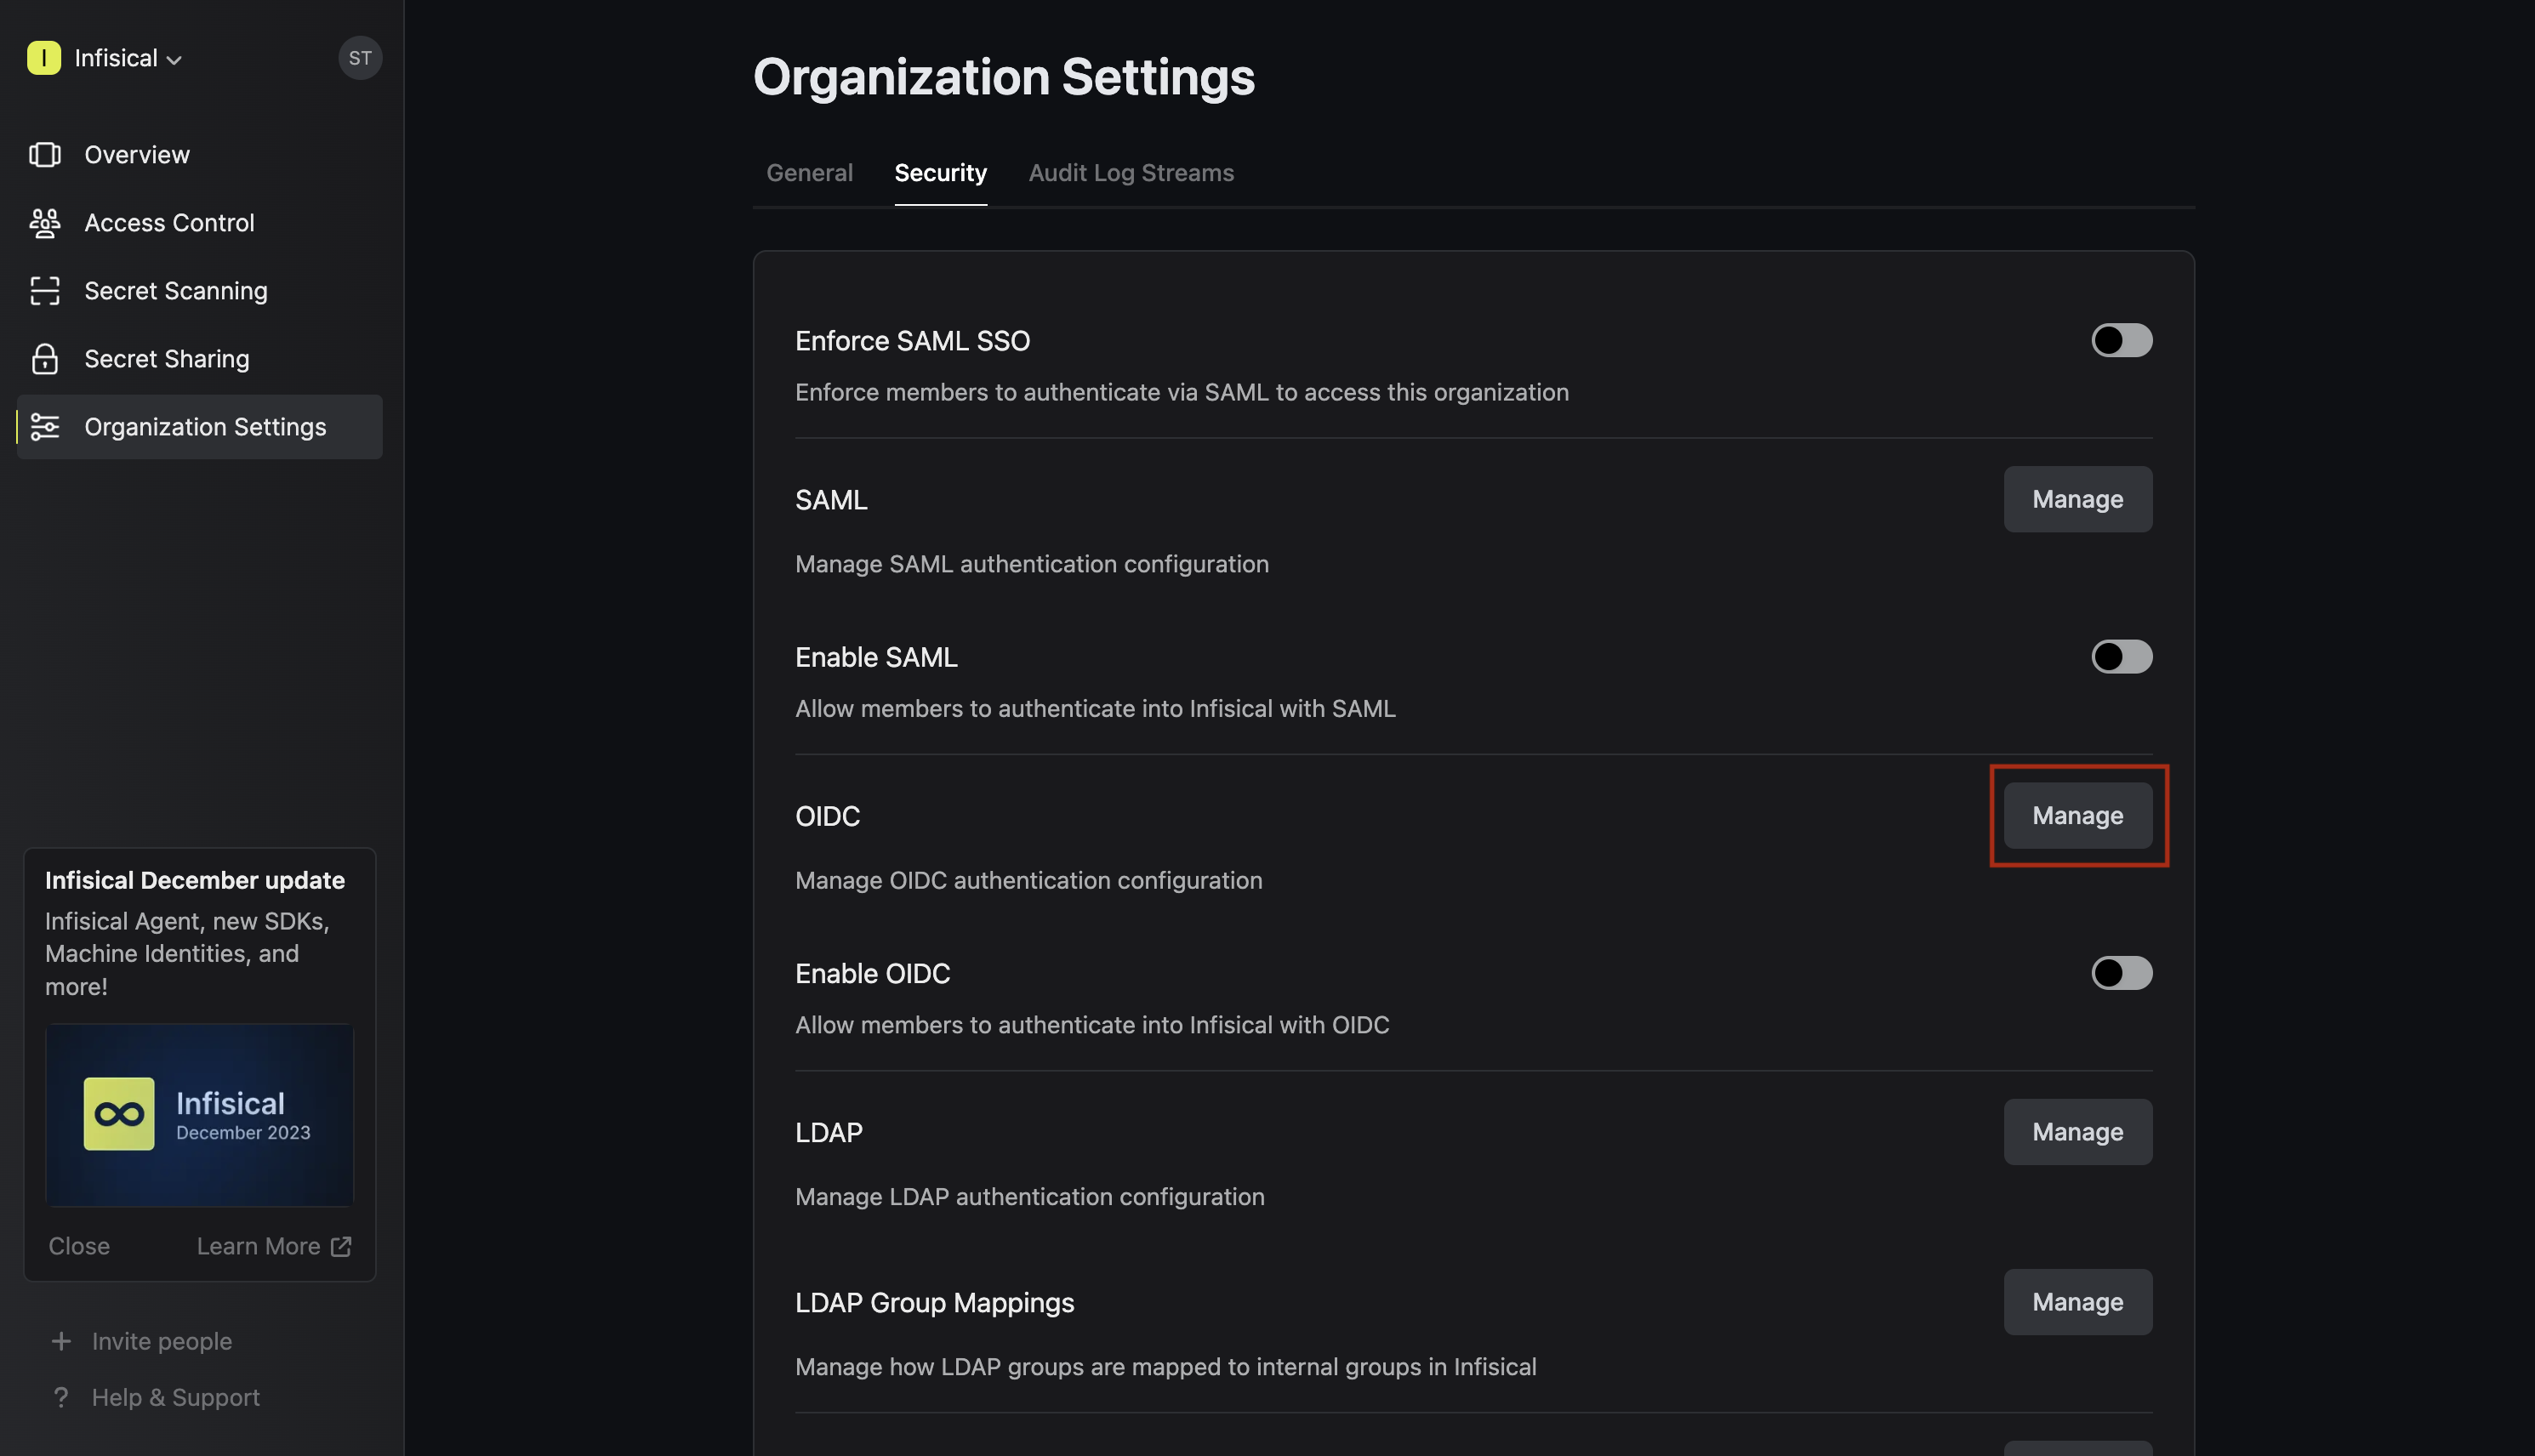 I Infisical
ST
Overview
Access Control
Secret Scanning
Secret Sharing
Organization Settings
Infisical December update
Infisical Agent, new SDKs,
Machine Identities, and
more!
Infisical
December 2023
Close
Learn More
Invite people
? Help & Support
Organization Settings
General
Security
Audit Log Streams
Enforce SAML SSO
Enforce members to authenticate via SAML to access this organization
SAML
Manage
Manage SAML authentication configuration
Enable SAML
Allow members to authenticate into Infisical with SAML
OIDC
Manage
Manage OIDC authentication configuration
Enable OIDC
Allow members to authenticate into Infisical with OIDC
LDAP
Manage
Manage LDAP authentication configuration
LDAP Group Mappings
Manage
Manage how LDAP groups are mapped to internal groups in Infisical